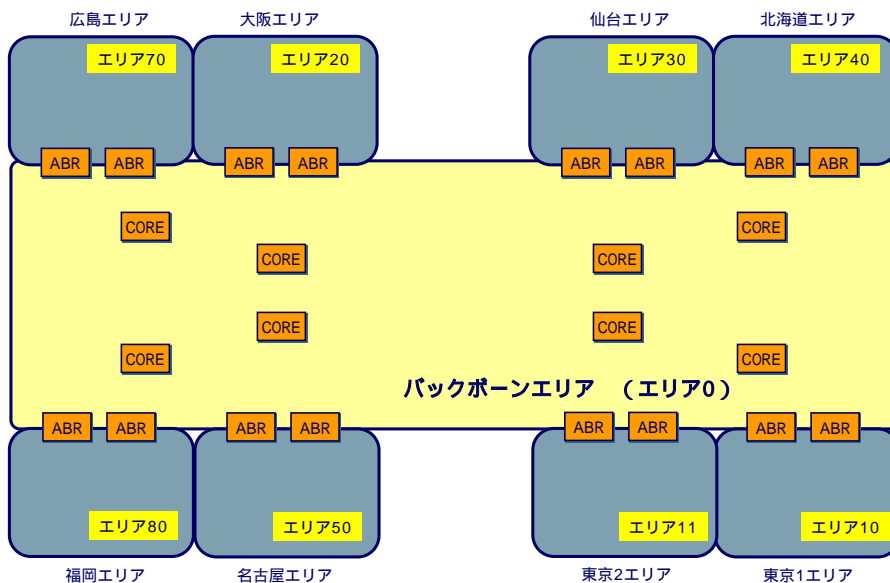 広島エリア
大阪エリア
仙台エリア
北海道エリア
エリア70
エリア20
エリア30
エリア40
ABR
ABR
ABR
ABR
ABR
ABR
ABR
ABR
CORE
CORE
CORE
CORE
CORE
CORE
CORE
CORE
バックボーンエリア （エリア0）
ABR
ABR
ABR
ABR
ABR
ABR
ABR
ABR
エリア80
エリア50
エリア11
エリア10
福岡エリア
名古屋エリア
東京2エリア
東京1エリア